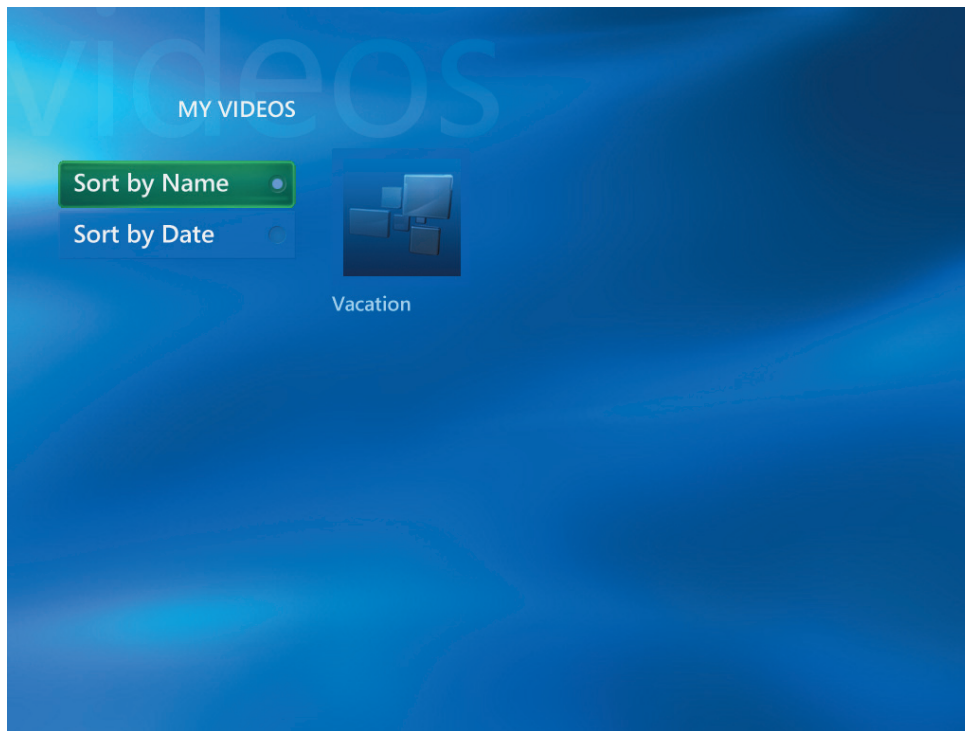 videos
MY VIDEOS
Sort by Name
Sort by Date
Vacation